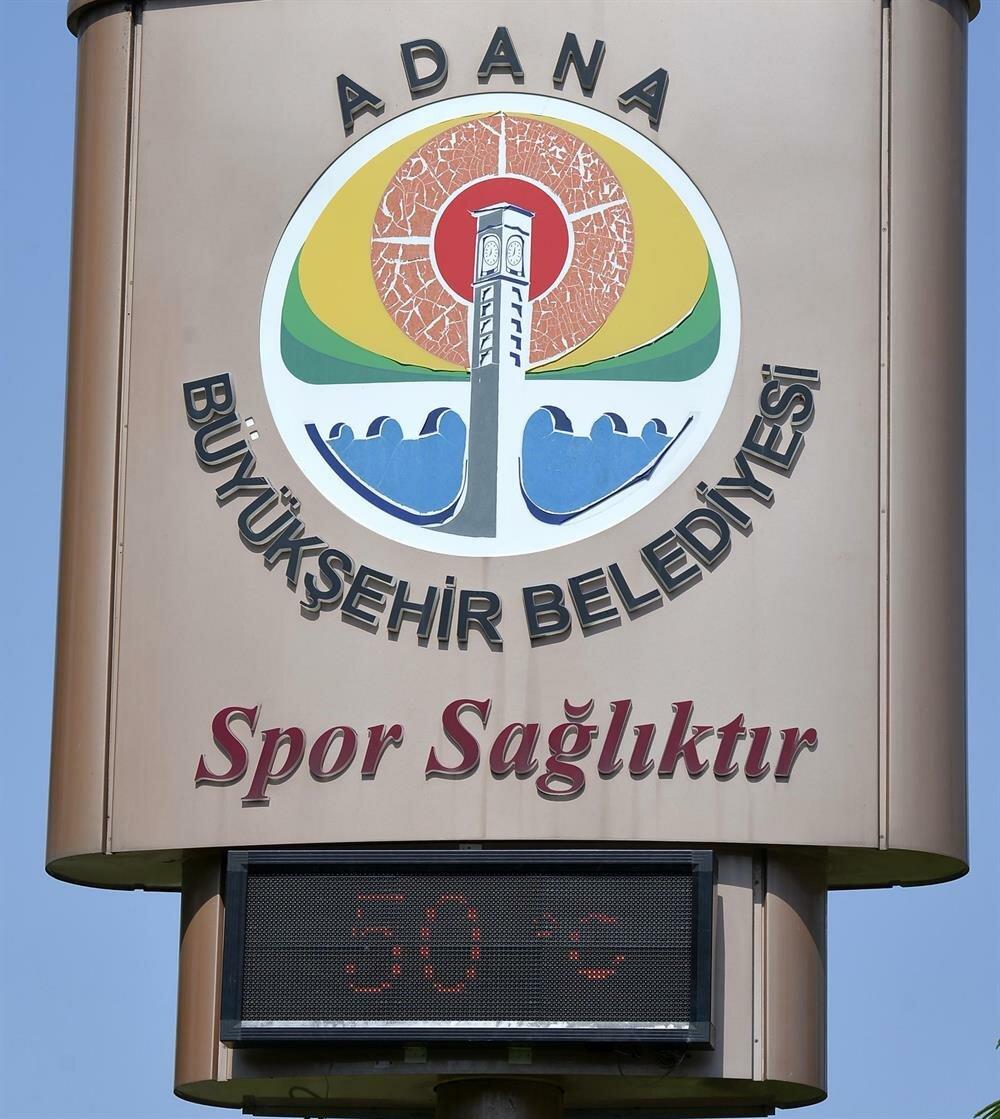 ADANA
BÜYÜKŞEHİR BELEDİYESİ
Spor Sağlıktır
50 °C